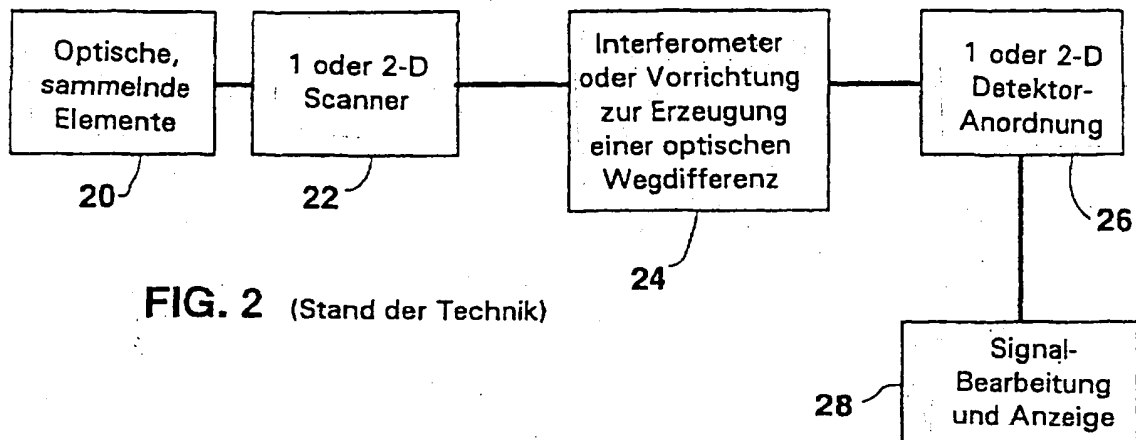 Optische,
sammelnde
Elemente
20
1 oder 2-D
Scanner
22
Interferometer
oder Vorrichtung
zur Erzeugung
einer optischen
Wegdifferenz
24
1 oder 2-D
Detektor-
Anordnung
26
FIG. 2 (Stand der Technik)
Signal-
Bearbeitung
und Anzeige
28